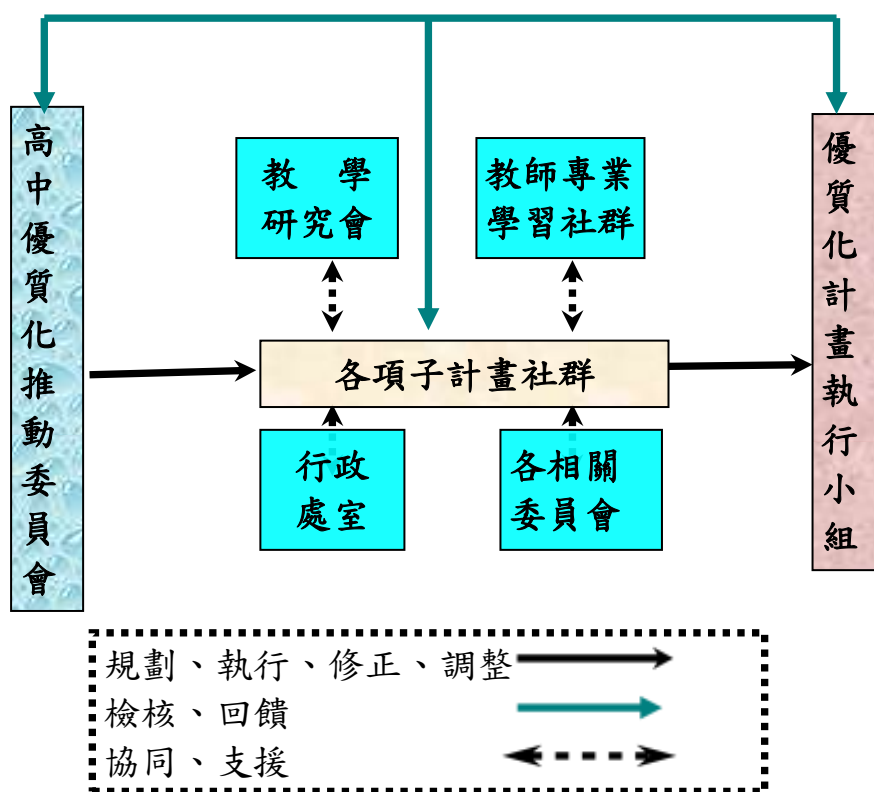 高中優質化推動委員會
教 學
研究會
教師專業
學習社群
各項子計畫社群
行政
處室
各相關
委員會
優質化計畫執行小組
規劃、執行、修正、調整
檢核、回饋
協同、支援